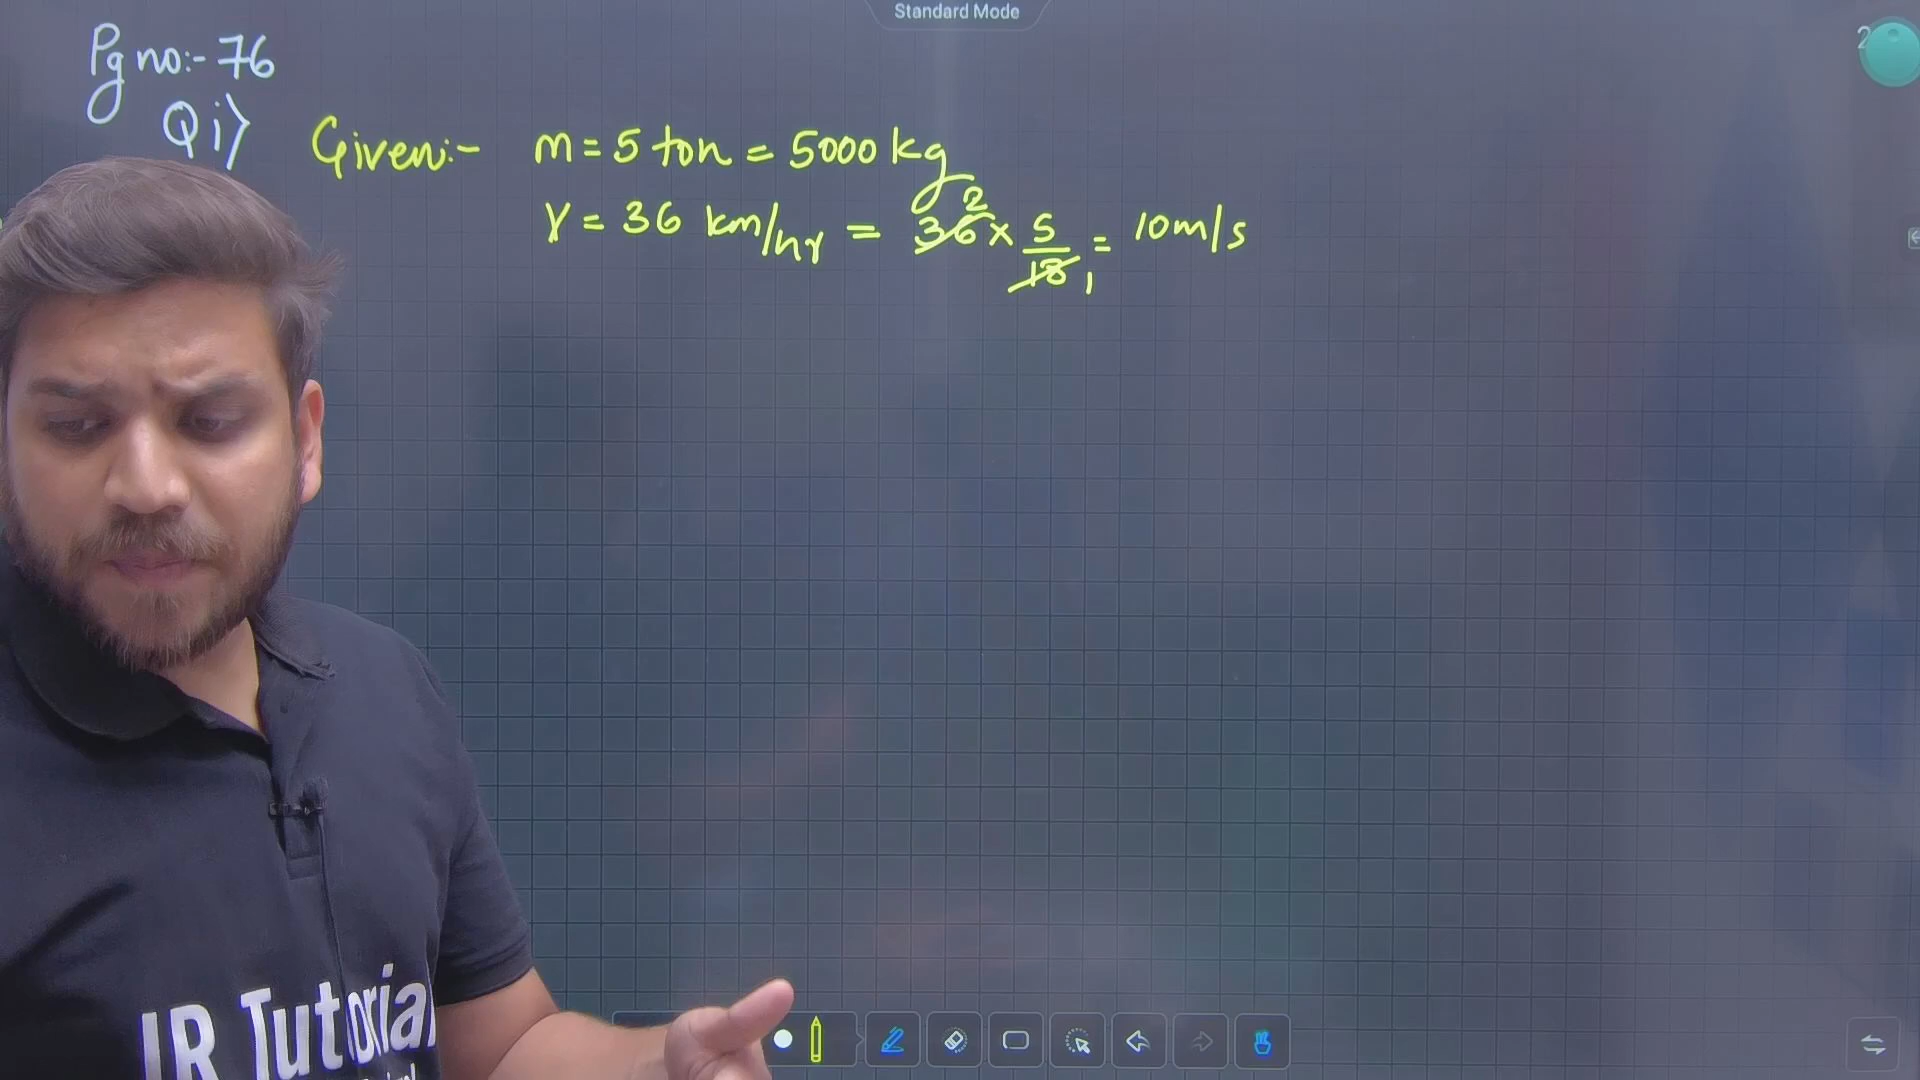 Standard Mode
Pg no:- 76
Q i)
Given:- m = 5 ton = 5000 kg
V = 36 km/hr = 36 2 × 5/18 1 = 10 m/s
2
JR Tutorial